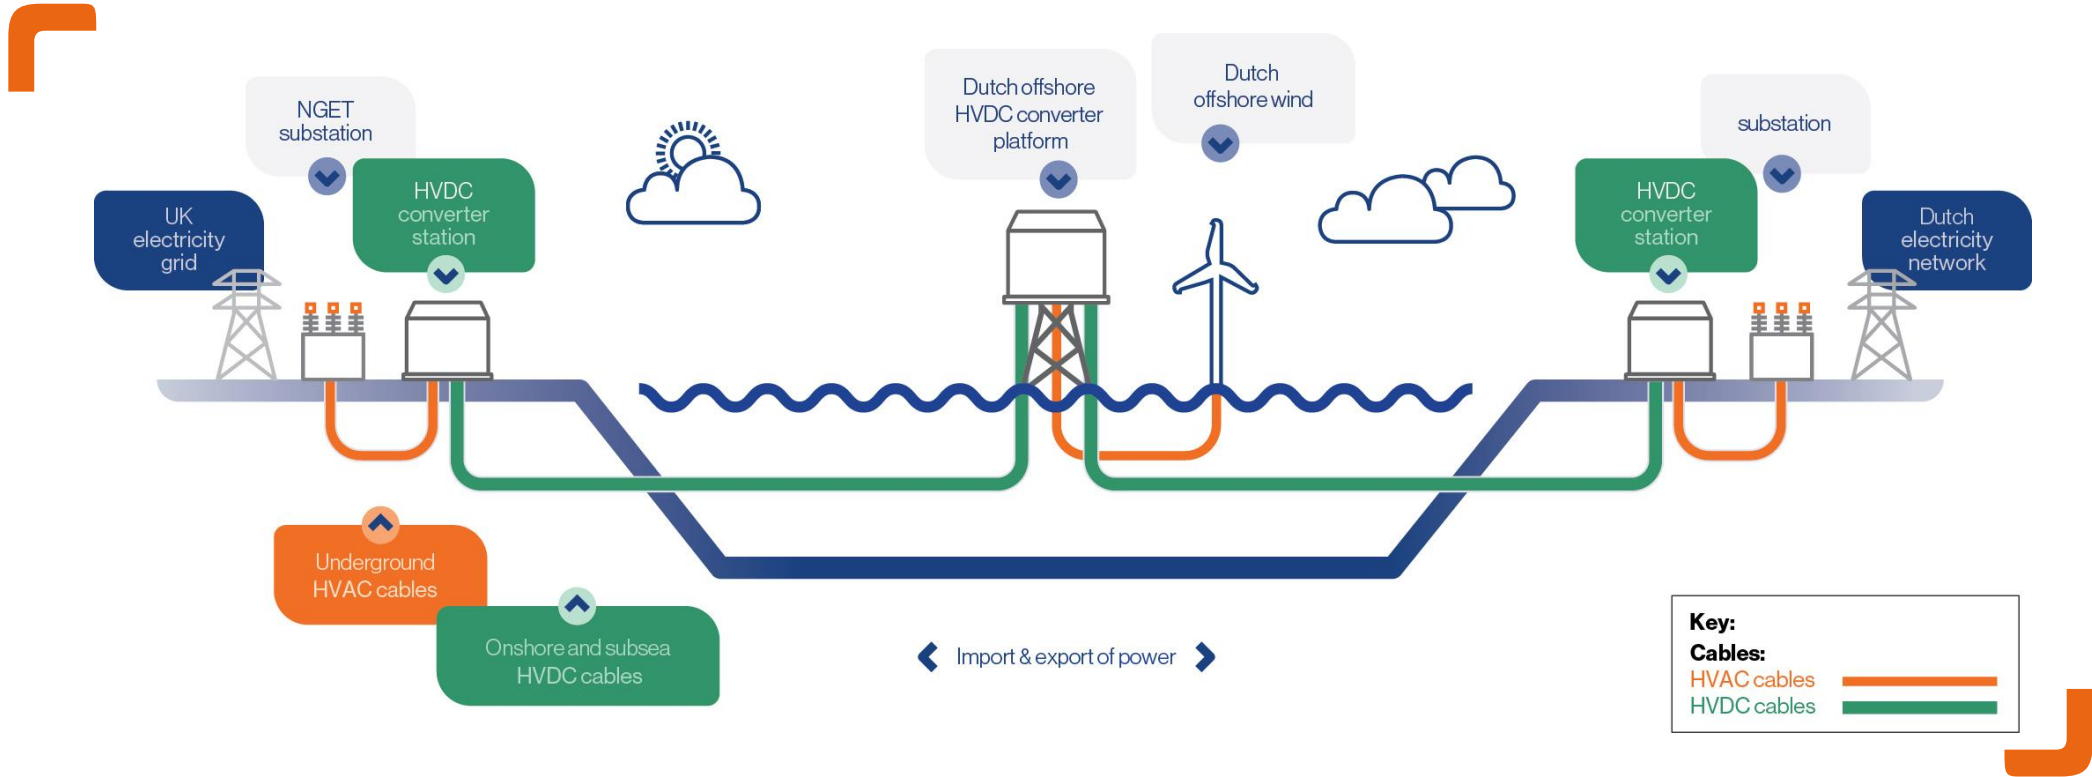 NGET
substation
HVDC
converter
station
UK
electricity
grid
Dutch offshore
HVDC converter
platform
Dutch
offshore wind
substation
HVDC
converter
station
Dutch
electricity
network
Underground
HVAC cables
Onshore and subsea
HVDC cables
Import & export of power
Key:
Cables:
HVAC cables
HVDC cables